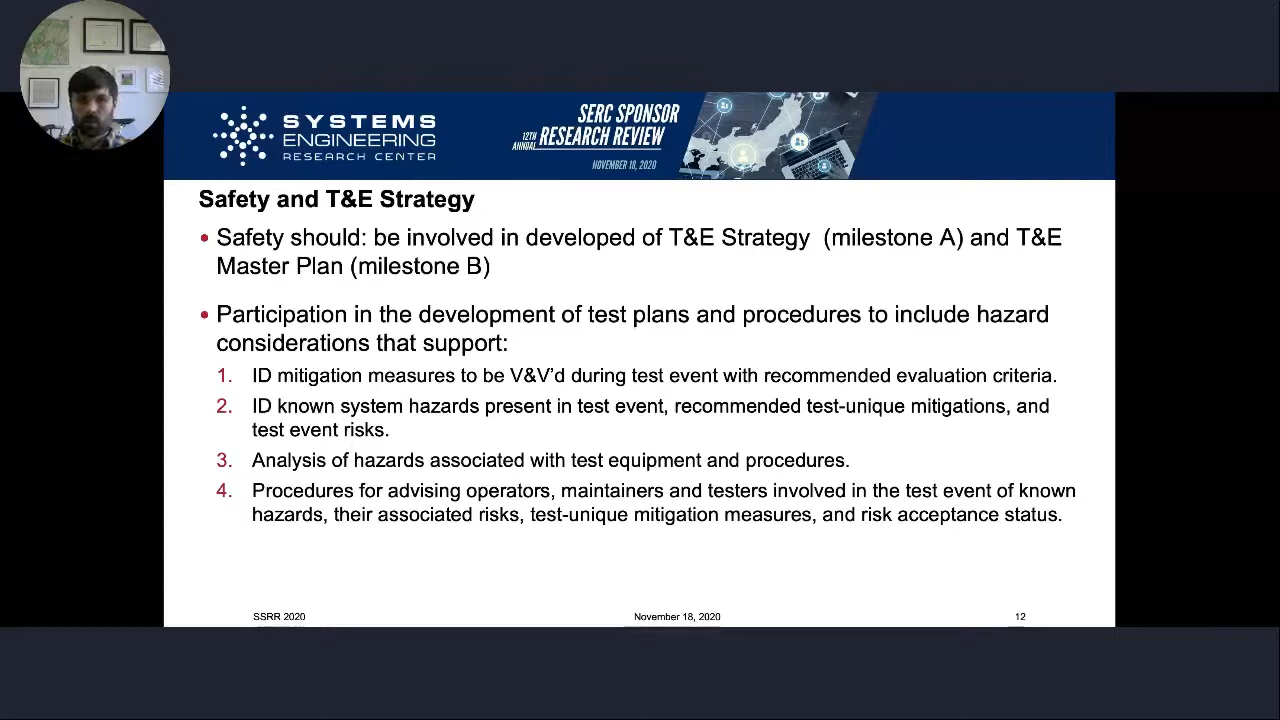 SYSTEMS
ENGINEERING
RESEARCH CENTER
SERC SPONSOR
12TH ANNUAL RESEARCH REVIEW
NOVEMBER 18, 2020
Safety and T&E Strategy
• Safety should: be involved in developed of T&E Strategy (milestone A) and T&E
Master Plan (milestone B)
• Participation in the development of test plans and procedures to include hazard
considerations that support:
1. ID mitigation measures to be V&V’d during test event with recommended evaluation criteria.
2. ID known system hazards present in test event, recommended test-unique mitigations, and
test event risks.
3. Analysis of hazards associated with test equipment and procedures.
4. Procedures for advising operators, maintainers and testers involved in the test event of known
hazards, their associated risks, test-unique mitigation measures, and risk acceptance status.
SSRR 2020
November 18, 2020
12